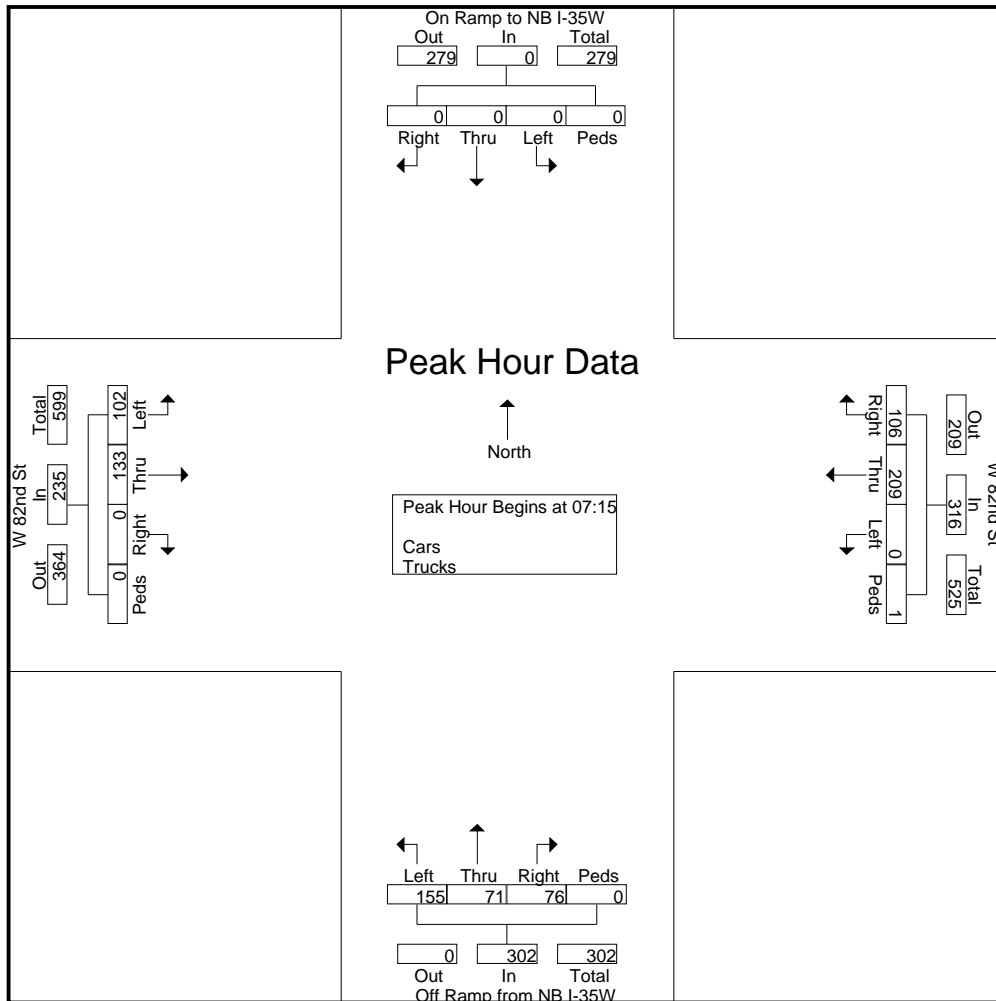 On Ramp to NB I-35W
Out In Total
279 0 279
0 0 0 0
Right Thru Left Peds
Peak Hour Data
North
Peak Hour Begins at 07:15
Cars
Trucks
W 82nd St
Total In Out
599 235 364
102 133 0 0
Left Thru Right Peds
W 82nd St
Out In Total
209 316 525
106 209 0 1
Right Thru Left Peds
Left Thru Right Peds
155 71 76 0
0 302 302
Out In Total
Off Ramp from NB I-35W